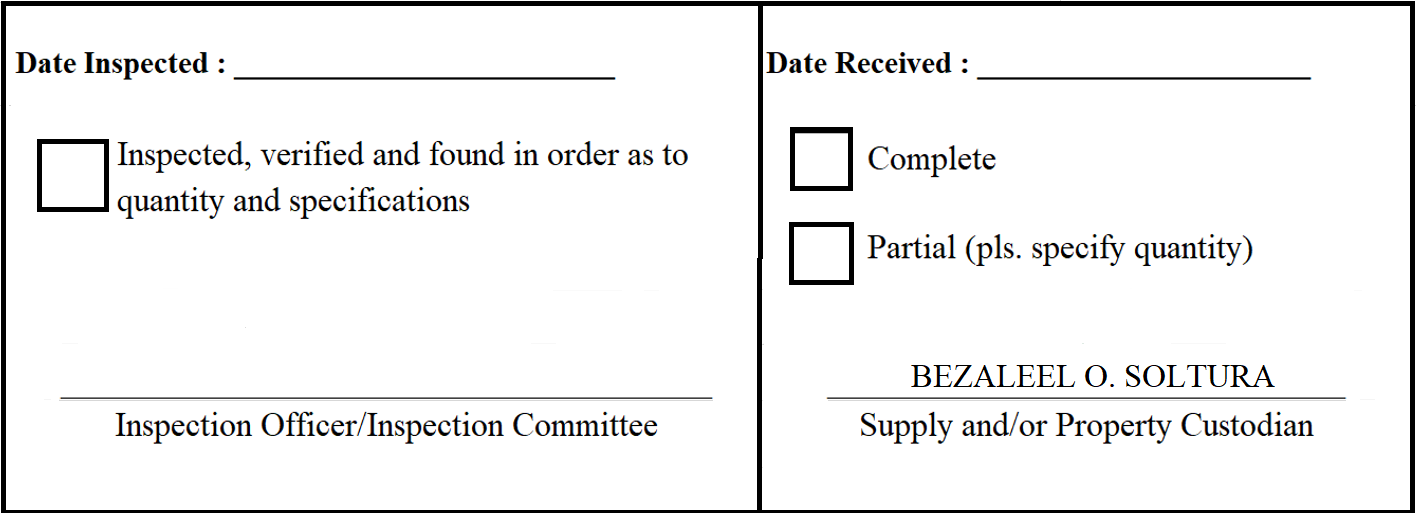 Date Inspected : ________________________
Inspected, verified and found in order as to
quantity and specifications
Inspection Officer/Inspection Committee
Date Received : _____________________
Complete
Partial (pls. specify quantity)
BEZALEEL O. SOLTURA
Supply and/or Property Custodian